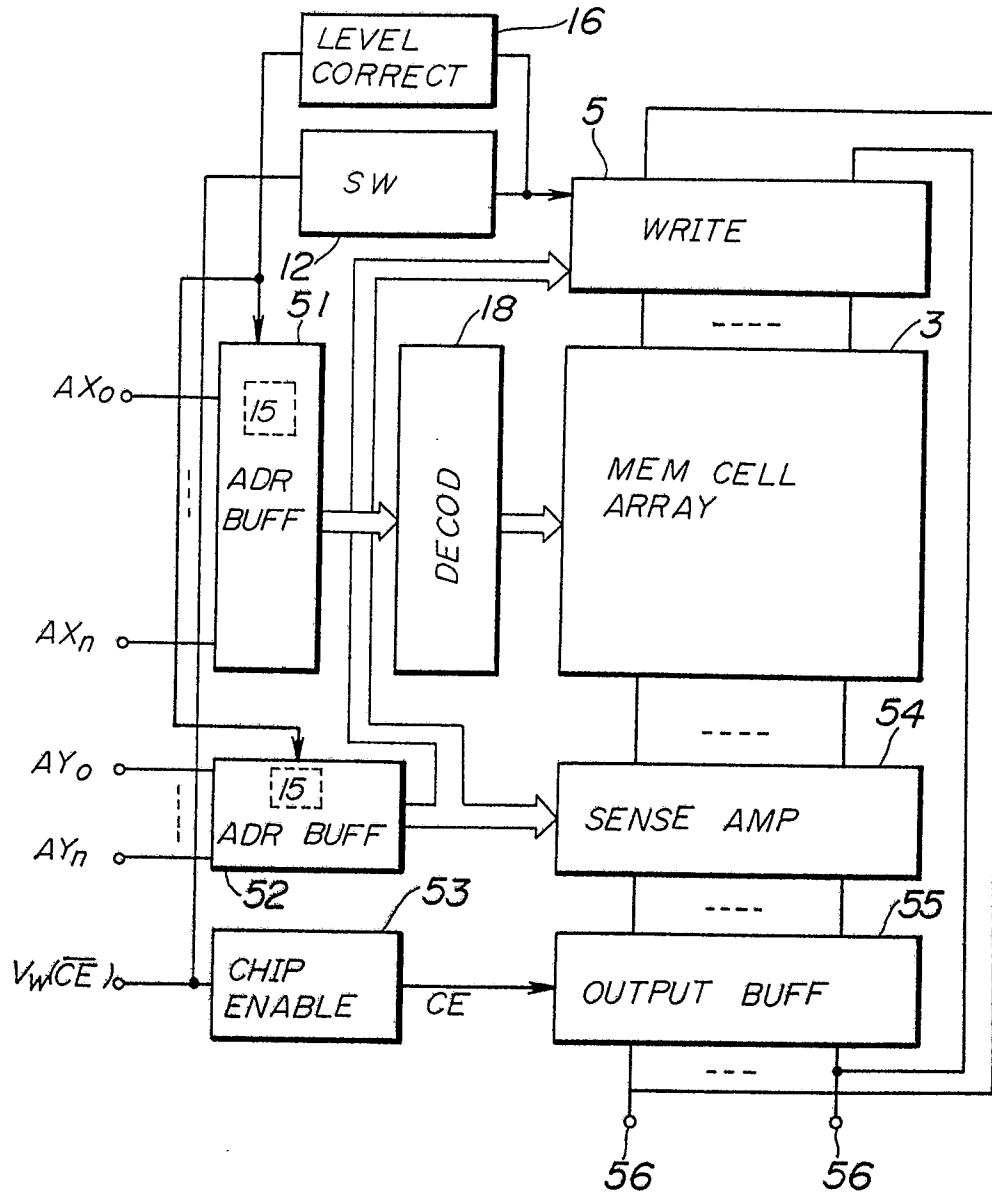 16
LEVEL
CORRECT
5
SW
WRITE
12
51
18
3
AX0
15
ADR
BUFF
DECOD
MEM CELL
ARRAY
AXn
54
AY0
15
ADR BUFF
SENSE AMP
AYn
52
53
55
VW(C̅E̅)
CHIP
ENABLE
CE
OUTPUT BUFF
56
56